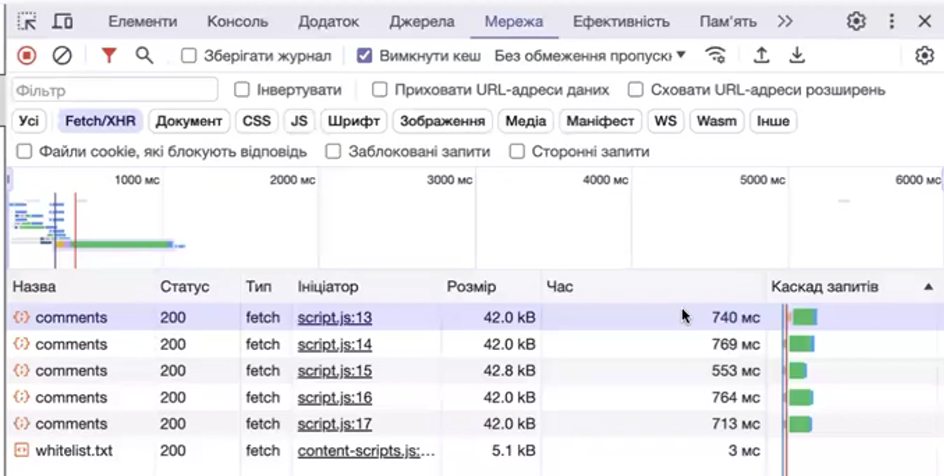 Елементи Консоль Додаток Джерела Мережа Ефективність Пам'ять
Зберігати журнал Вимкнути кеш Без обмеження пропускн
Фільтр Інвертувати Приховати URL-адреси даних Сховати URL-адреси розширень
Усі Fetch/XHR Документ CSS JS Шрифт Зображення Медіа Маніфест WS Wasm Інше
Файли cookie, які блокують відповідь Заблоковані запити Сторонні запити
1000 мс 2000 мс 3000 мс 4000 мс 5000 мс 6000 мс
Назва Статус Тип Ініціатор Розмір Час Каскад запитів
comments 200 fetch script.js:13 42.0 kB 740 мс
comments 200 fetch script.js:14 42.0 kB 769 мс
comments 200 fetch script.js:15 42.8 kB 553 мс
comments 200 fetch script.js:16 42.0 kB 764 мс
comments 200 fetch script.js:17 42.0 kB 713 мс
whitelist.txt 200 fetch content-scripts.js:... 5.1 kB 3 мс